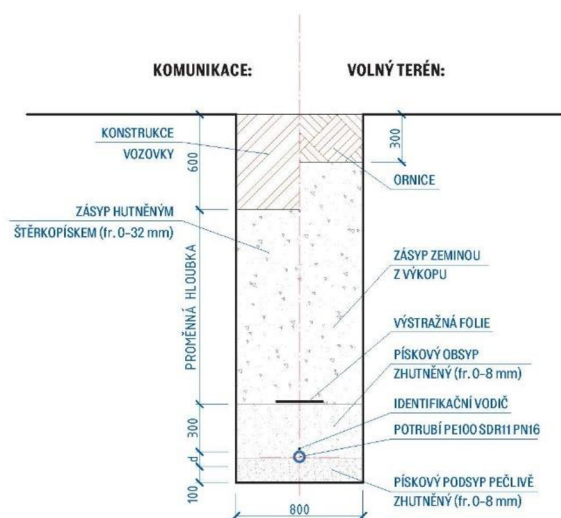 KOMUNIKACE:
VOLNÝ TERÉN:
KONSTRUKCE
VOZOVKY
600
300
ORNICE
ZÁSYP HUTNĚNÝM
ŠTĚRKOPÍSKEM (fr. 0-32 mm)
ZÁSYP ZEMINOU
Z VÝKOPU
PROMĚNNÁ HLOUBKA
VÝSTRAŽNÁ FOLIE
PÍSKOVÝ OBSYP
ZHUTNĚNÝ (fr. 0-8 mm)
IDENTIFIKAČNÍ VODIČ
300
POTRUBÍ PE100 SDR11 PN16
d
PÍSKOVÝ PODSYP PEČLIVĚ
ZHUTNĚNÝ (fr. 0-8 mm)
100
800